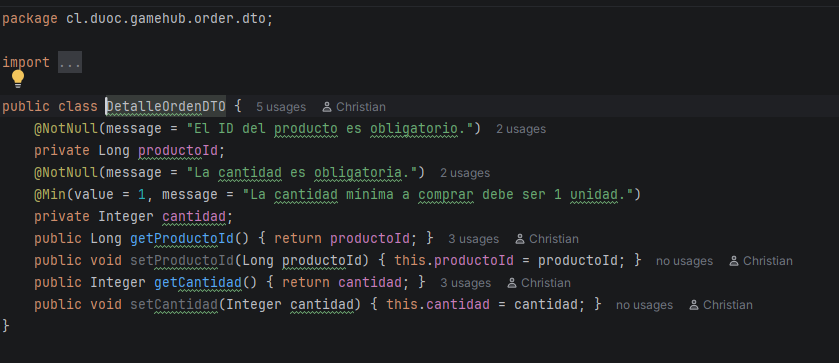 package cl.duoc.gamehub.order.dto;
import ...
public class DetalleOrdenDTO { 5 usages Christian
@NotNull(message = "El ID del producto es obligatorio.") 2 usages
private Long productoId;
@NotNull(message = "La cantidad es obligatoria.") 2 usages
@Min(value = 1, message = "La cantidad mínima a comprar debe ser 1 unidad.")
private Integer cantidad;
public Long getProductoId() { return productoId; } 3 usages Christian
public void setProductoId(Long productoId) { this.productoId = productoId; } no usages Christian
public Integer getCantidad() { return cantidad; } 3 usages Christian
public void setCantidad(Integer cantidad) { this.cantidad = cantidad; } no usages Christian
}